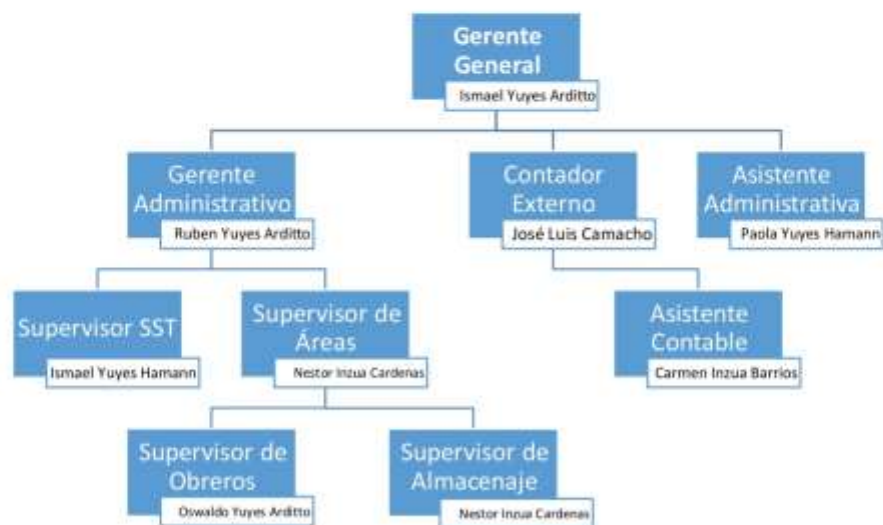 Gerente
General
Ismael Yuyes Arditto
Gerente
Administrativo
Ruben Yuyes Arditto
Contador
Externo
José Luis Camacho
Asistente
Administrativa
Paola Yuyes Hamann
Supervisor SST
Ismael Yuyes Hamann
Supervisor de
Áreas
Nestor Inzua Cardenas
Asistente
Contable
Carmen Inzua Barrios
Supervisor de
Obreros
Oswaldo Yuyes Arditto
Supervisor de
Almacenaje
Nestor Inzua Cardenas